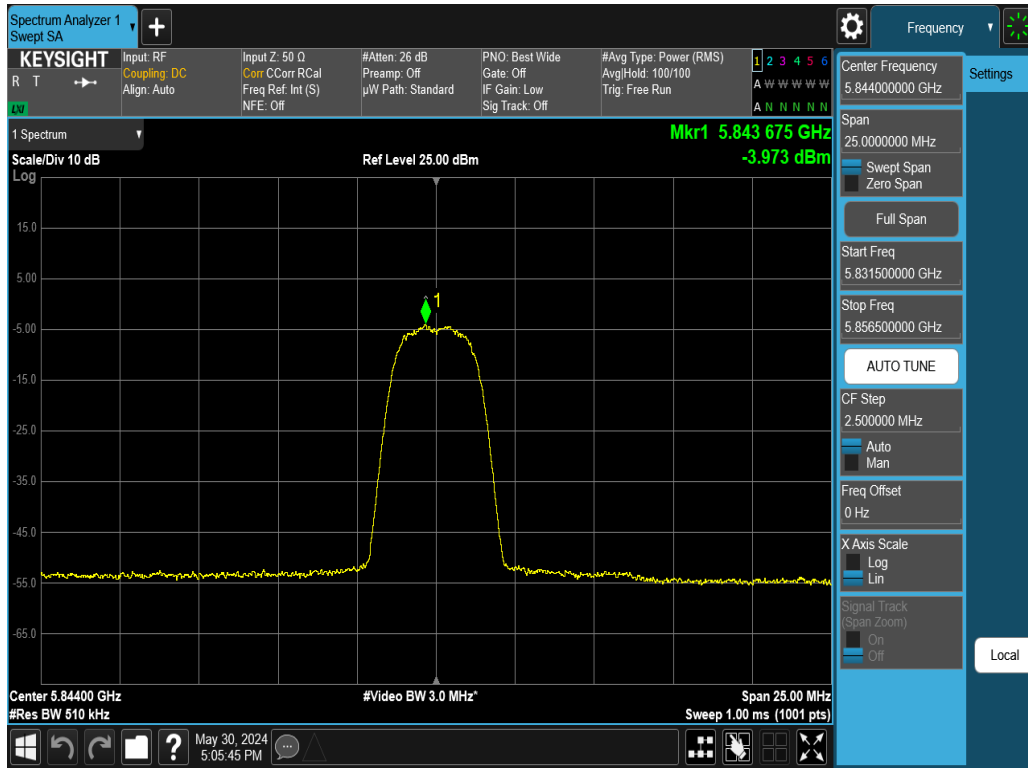 Spectrum Analyzer 1
Swept SA
+
Frequency
KEYSIGHT
R T
LXI
Input: RF
Coupling: DC
Align: Auto
Input Z: 50 Ω
Corr CCorr RCal
Freq Ref: Int (S)
NFE: Off
#Atten: 26 dB
Preamp: Off
µW Path: Standard
PNO: Best Wide
Gate: Off
IF Gain: Low
Sig Track: Off
#Avg Type: Power (RMS)
Avg|Hold: 100/100
Trig: Free Run
1 2 3 4 5 6
A W W W W W
A N N N N N
1 Spectrum
Scale/Div 10 dB
Log
Ref Level 25.00 dBm
Mkr1 5.843 675 GHz
-3.973 dBm
15.0
5.00
-5.00
-15.0
-25.0
-35.0
-45.0
-55.0
-65.0
1
Center 5.84400 GHz
#Res BW 510 kHz
#Video BW 3.0 MHz*
Span 25.00 MHz
Sweep 1.00 ms (1001 pts)
Center Frequency
5.844000000 GHz
Settings
Span
25.0000000 MHz
Swept Span
Zero Span
Full Span
Start Freq
5.831500000 GHz
Stop Freq
5.856500000 GHz
AUTO TUNE
CF Step
2.500000 MHz
Auto
Man
Freq Offset
0 Hz
X Axis Scale
Log
Lin
Signal Track
(Span Zoom)
On
Off
Local
?
May 30, 2024
5:05:45 PM